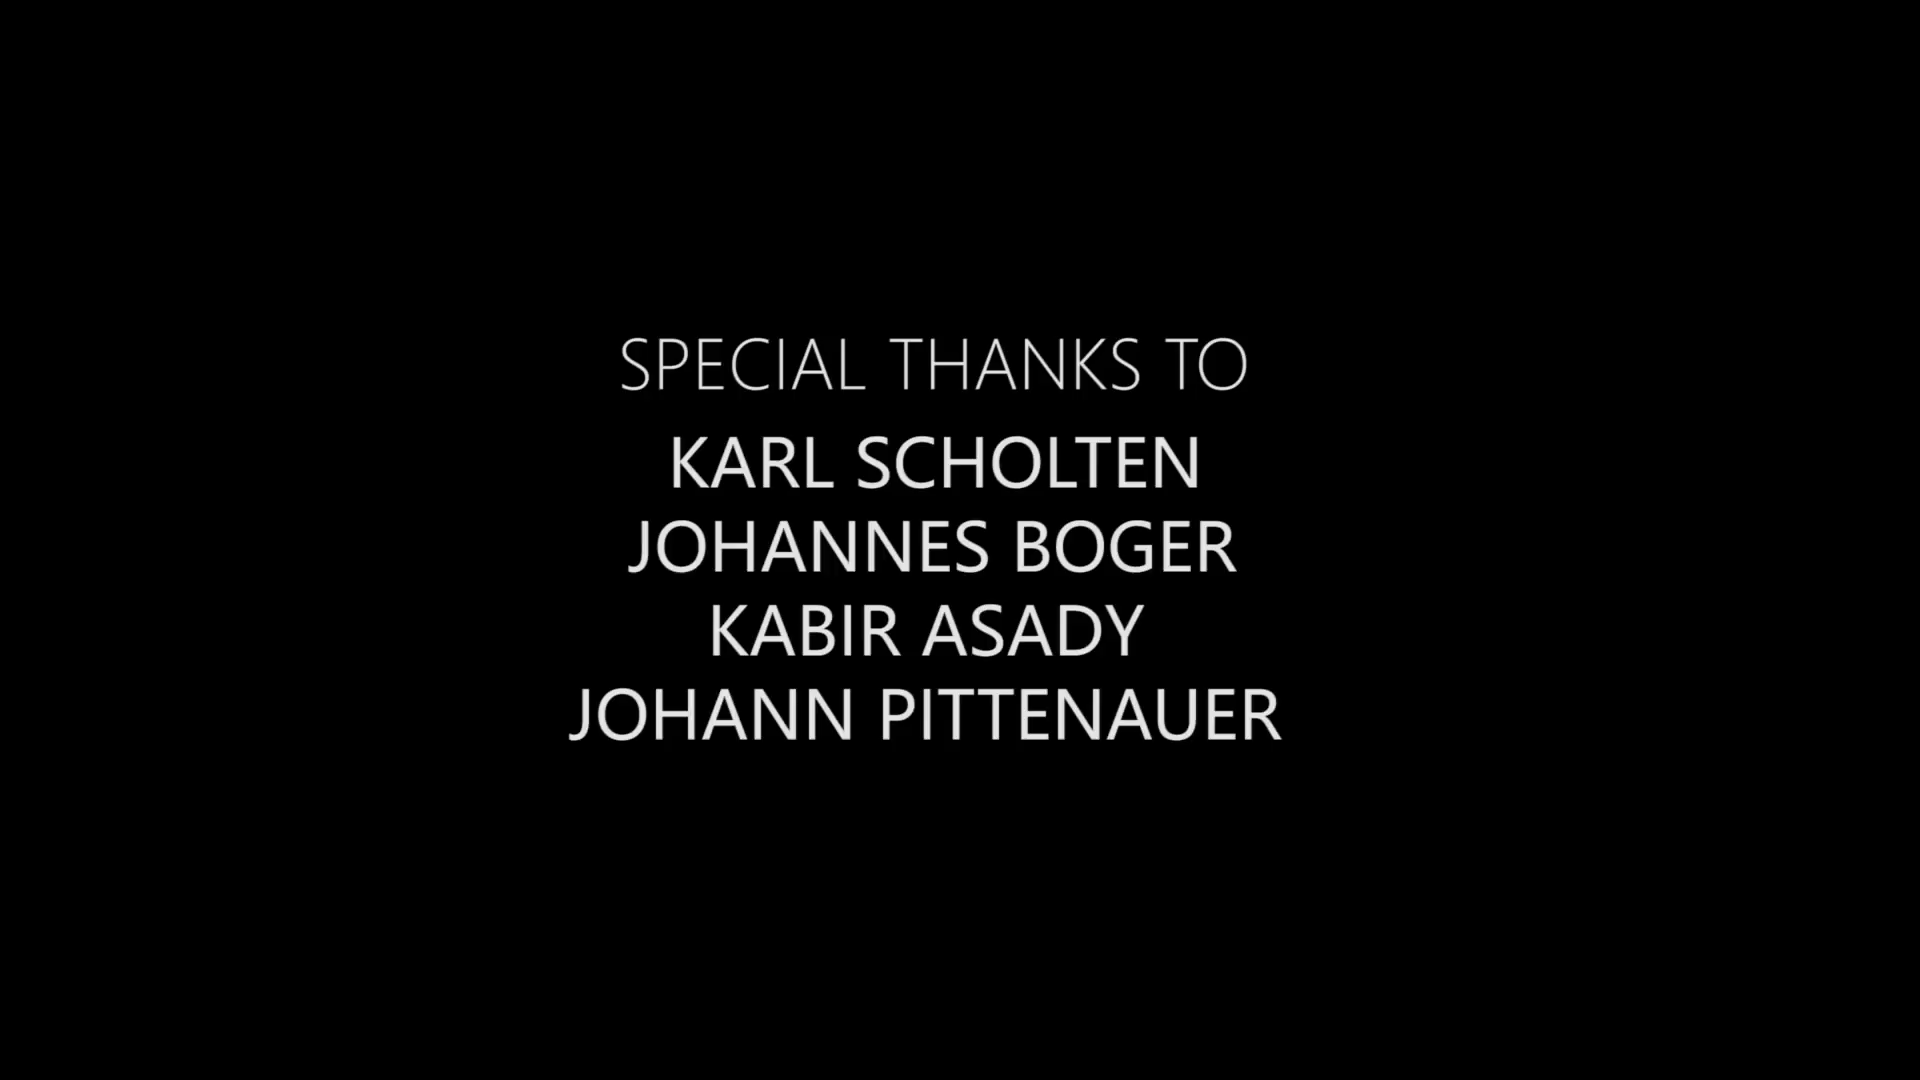 SPECIAL THANKS TO
KARL SCHOLTEN
JOHANNES BOGER
KABIR ASADY
JOHANN PITTENAUER